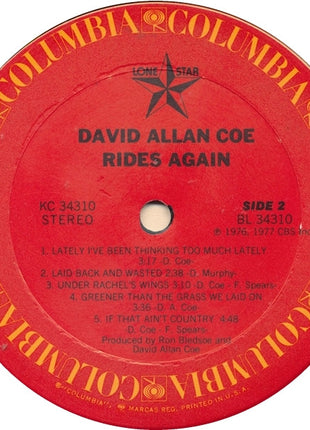 COLUMBIA COLUMBIA COLUMBIA COLUMBIA COLUMBIA COLUMBIA
LONE STAR
DAVID ALLAN COE
RIDES AGAIN
KC 34310 SIDE 2
STEREO BL 34310
℗ 1976, 1977 CBS Inc.
1. LATELY I'VE BEEN THINKING TOO MUCH LATELY
3:17 -D. Coe-
2. LAID BACK AND WASTED 2:38 -D. Murphy-
3. UNDER RACHEL'S WINGS 3:10 -D. Coe - F. Spears-
4. GREENER THAN THE GRASS WE LAID ON
3:36 -D. A. Coe-
5. IF THAT AIN'T COUNTRY 4:48
-D. Coe - F. Spears-
Produced by Ron Bledsoe and
David Allan Coe
"COLUMBIA", MARCAS REG. PRINTED IN U.S.A.